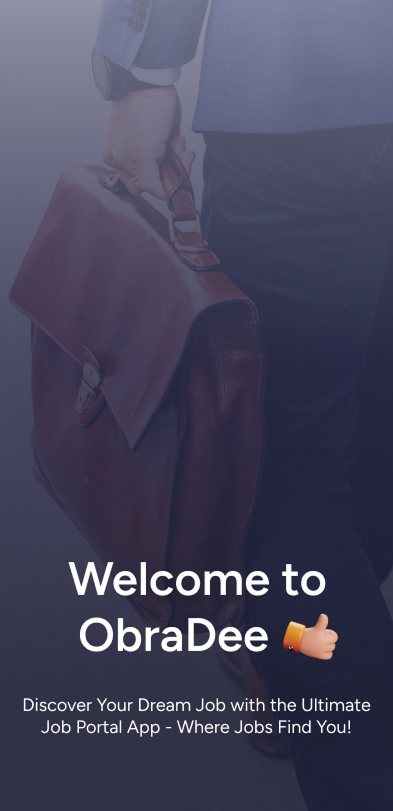 Welcome to
ObraDee 👍
Discover Your Dream Job with the Ultimate
Job Portal App - Where Jobs Find You!